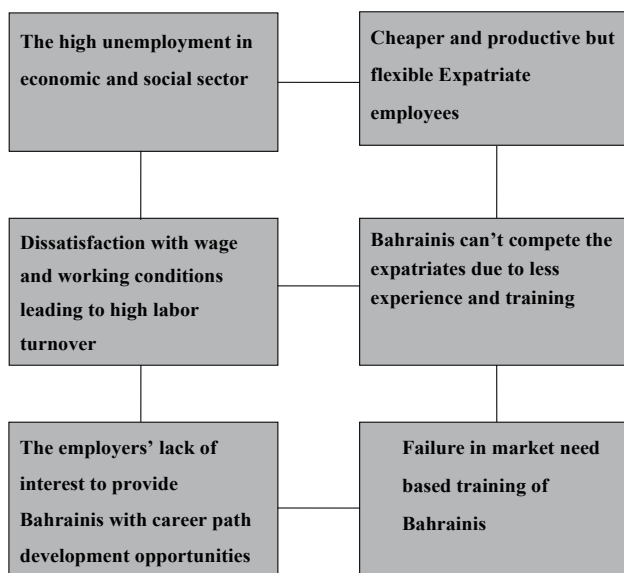 The high unemployment in
economic and social sector
Cheaper and productive but
flexible Expatriate
employees
Dissatisfaction with wage
and working conditions
leading to high labor
turnover
Bahrainis can’t compete the
expatriates due to less
experience and training
The employers’ lack of
interest to provide
Bahrainis with career path
development opportunities
Failure in market need
based training of
Bahrainis